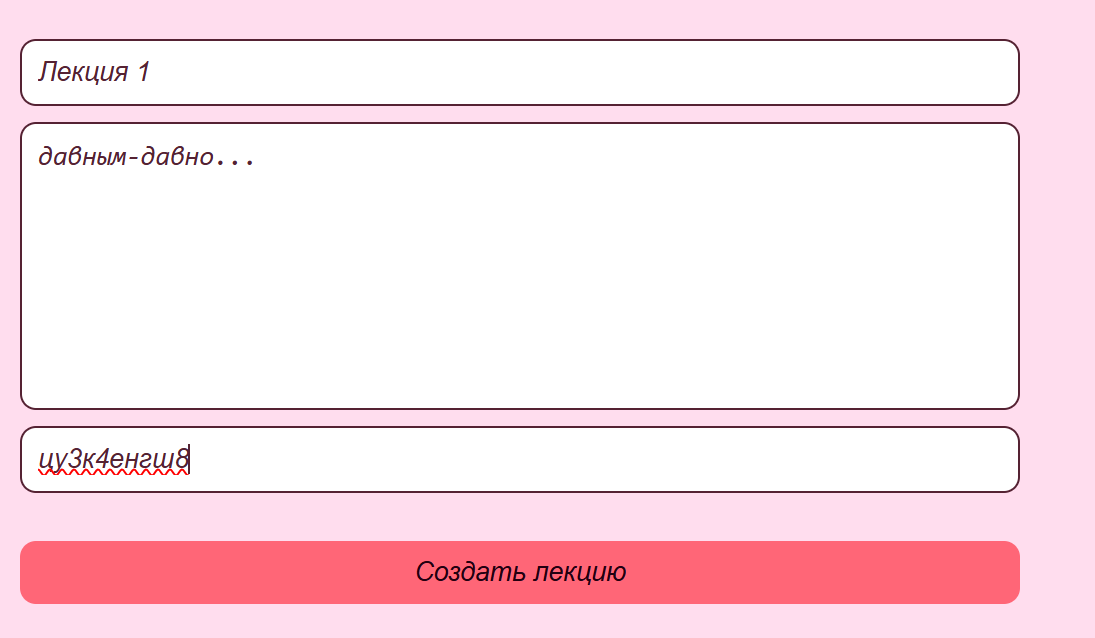 Лекция 1
давным-давно...
цу3к4енгш8
Создать лекцию